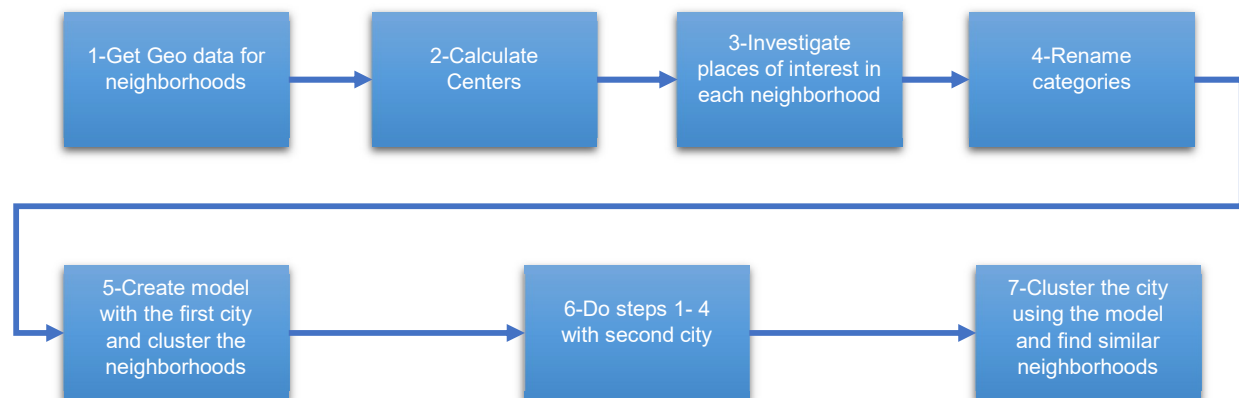 1-Get Geo data for
neighborhoods
2-Calculate
Centers
3-Investigate
places of interest in
each neighborhood
4-Rename
categories
5-Create model
with the first city
and cluster the
neighborhoods
6-Do steps 1- 4
with second city
7-Cluster the city
using the model
and find similar
neighborhoods